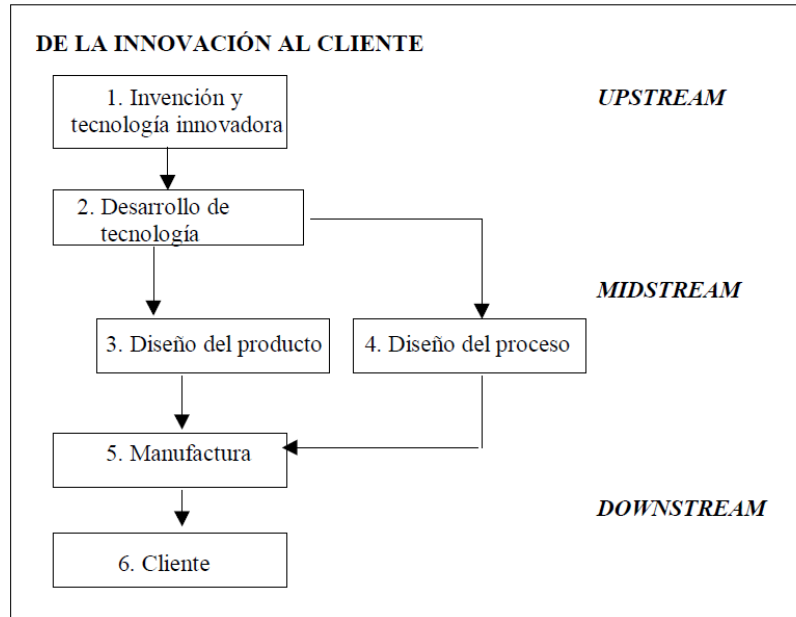 DE LA INNOVACIÓN AL CLIENTE
1. Invención y
tecnología innovadora
UPSTREAM
2. Desarrollo de
tecnología
MIDSTREAM
3. Diseño del producto
4. Diseño del proceso
5. Manufactura
DOWNSTREAM
6. Cliente